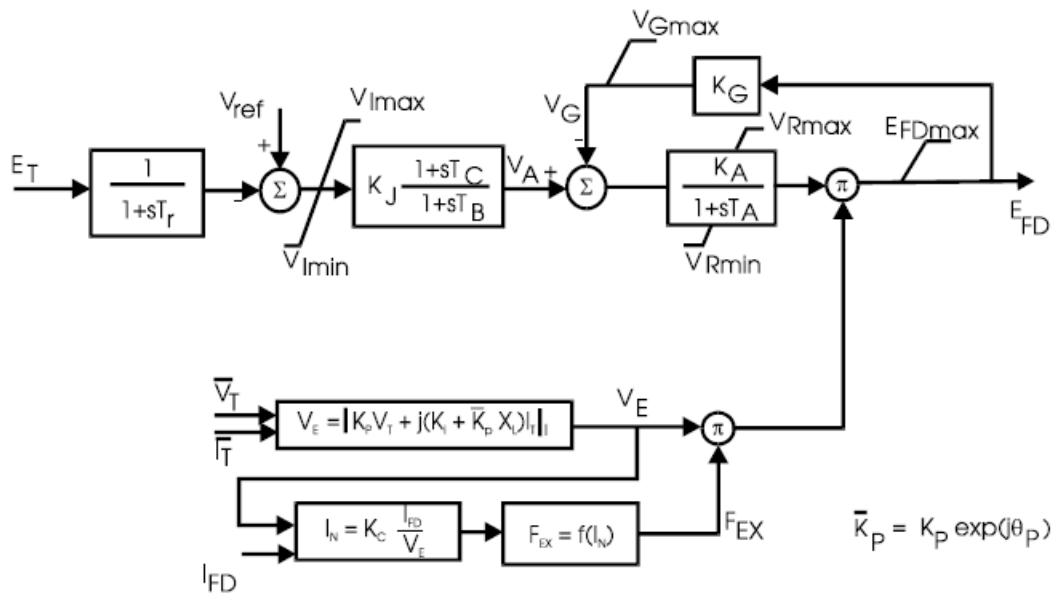 V_Gmax
K_G
V_G
V_ref
V_Imax
V_Rmax
E_FDmax
E_T
1
1+sT_r
+
-
Σ
K_J
1+sT_C
1+sT_B
V_A
+
-
Σ
K_A
1+sT_A
π
E_FD
V_Imin
V_Rmin
V̅_T
I̅_T
V_E = |K_P V_T + j(K_I + K̅_P X_L)I_T|_I
V_E
π
I_N = K_C I_FD
V_E
F_EX = f(I_N)
F_EX
I_FD
K̅_P = K_P exp(jθ_P)